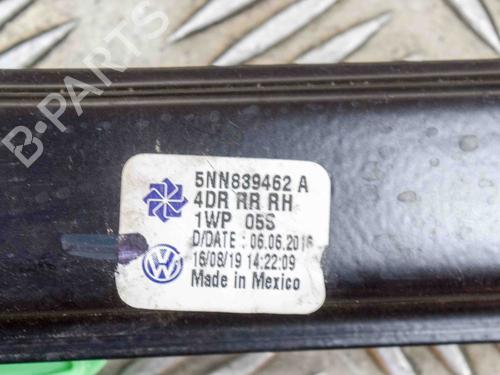 B-PARTS
5NN839462 A
4DR RR RH
1WP 05S
D/DATE : 06.06.2016
16/08/19 14:22:09
Made in Mexico